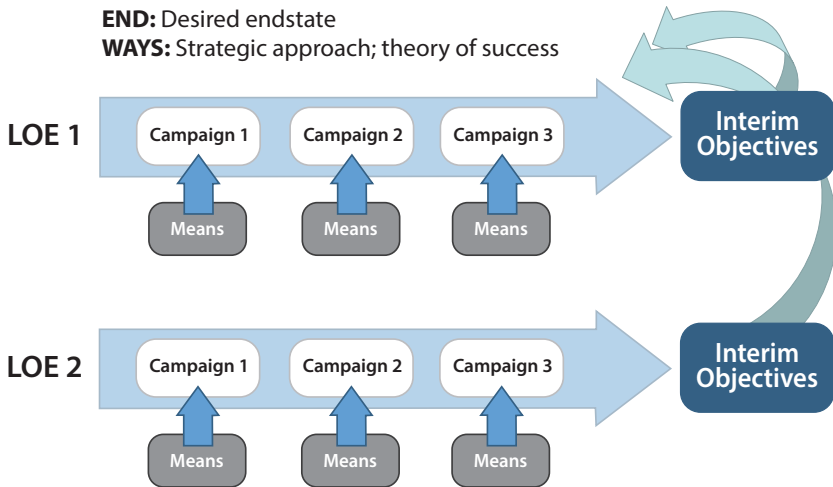 END: Desired endstate
WAYS: Strategic approach; theory of success
LOE 1
Campaign 1
Campaign 2
Campaign 3
Interim
Objectives
Means
Means
Means
LOE 2
Campaign 1
Campaign 2
Campaign 3
Interim
Objectives
Means
Means
Means